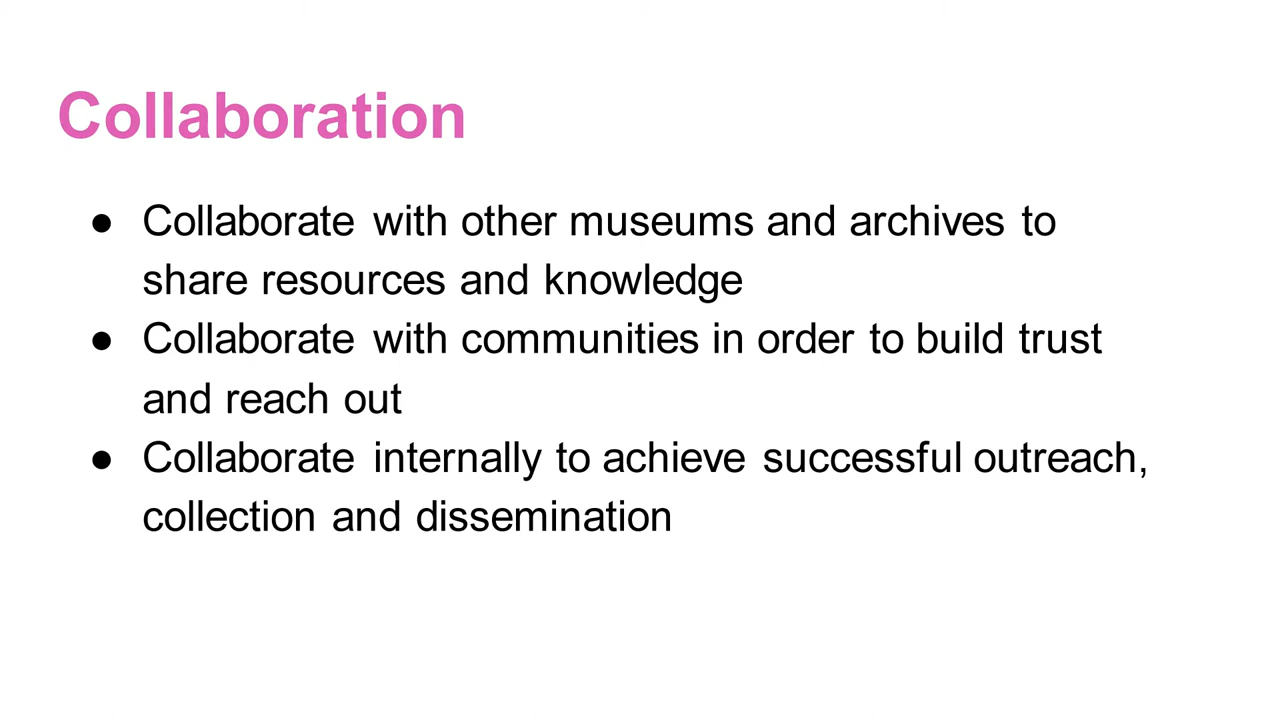 Collaboration
● Collaborate with other museums and archives to
share resources and knowledge
● Collaborate with communities in order to build trust
and reach out
● Collaborate internally to achieve successful outreach,
collection and dissemination